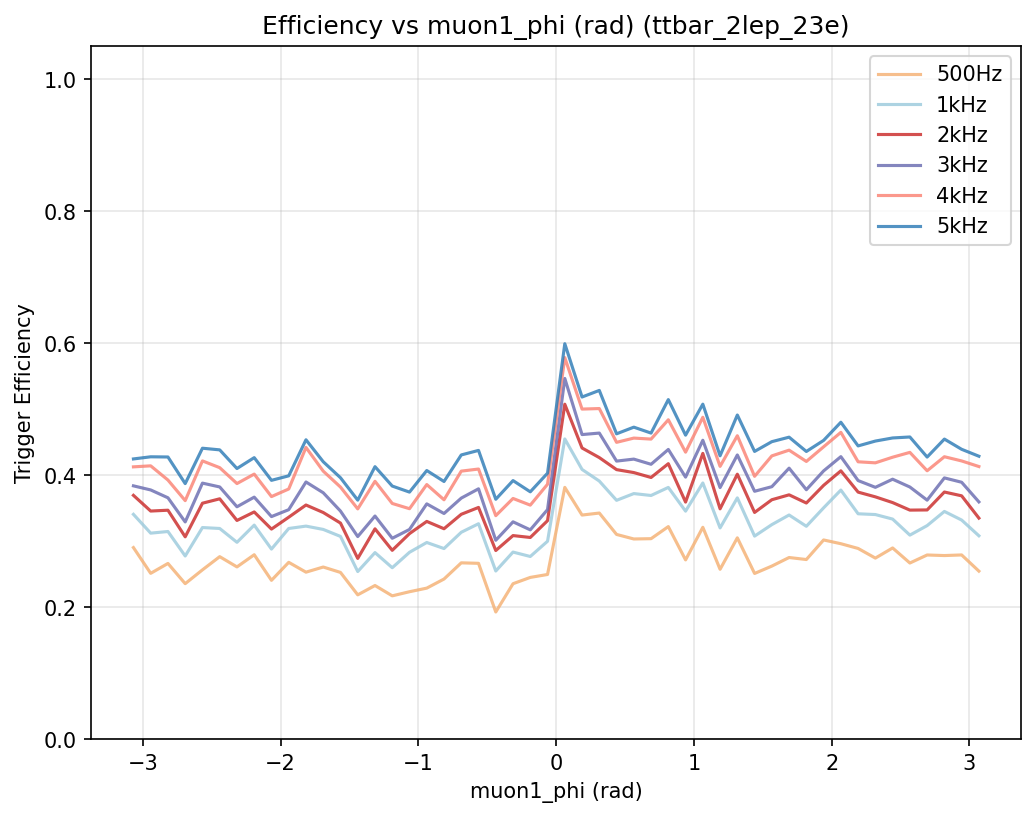 Efficiency vs muon1_phi (rad) (ttbar_2lep_23e)
500Hz
1kHz
2kHz
3kHz
4kHz
5kHz
Trigger Efficiency
1.0
0.8
0.6
0.4
0.2
0.0
−3
−2
−1
0
1
2
3
muon1_phi (rad)